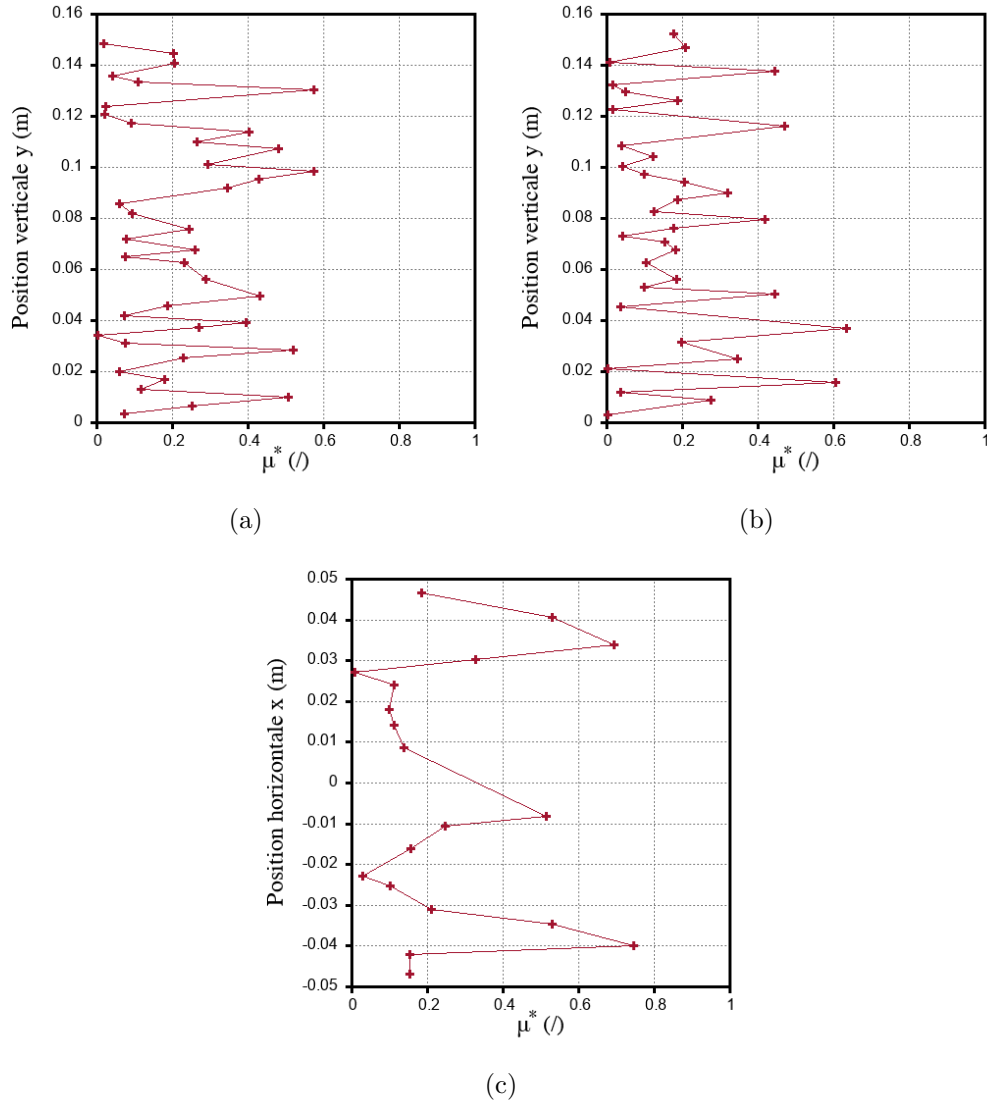 0.16
0.14
0.12
0.1
0.08
0.06
0.04
0.02
0
Position verticale y (m)
0 0.2 0.4 0.6 0.8 1
μ* (/)
(a)
0.16
0.14
0.12
0.1
0.08
0.06
0.04
0.02
0
Position verticale y (m)
0 0.2 0.4 0.6 0.8 1
μ* (/)
(b)
0.05
0.04
0.03
0.02
0.01
0
-0.01
-0.02
-0.03
-0.04
-0.05
Position horizontale x (m)
0 0.2 0.4 0.6 0.8 1
μ* (/)
(c)